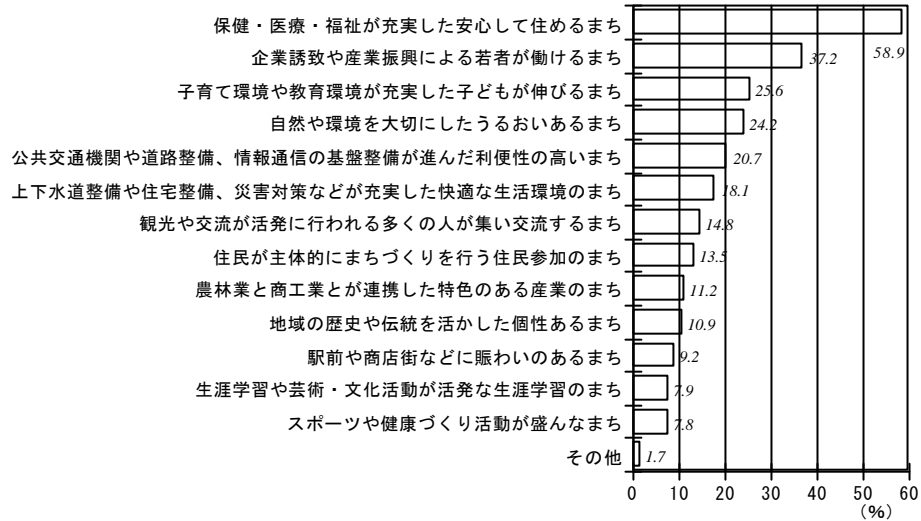 保健・医療・福祉が充実した安心して住めるまち
58.9
企業誘致や産業振興による若者が働けるまち
37.2
子育て環境や教育環境が充実した子どもが伸びるまち
25.6
自然や環境を大切にしたうるおいあるまち
24.2
公共交通機関や道路整備、情報通信の基盤整備が進んだ利便性の高いまち
20.7
上下水道整備や住宅整備、災害対策などが充実した快適な生活環境のまち
18.1
観光や交流が活発に行われる多くの人が集い交流するまち
14.8
住民が主体的にまちづくりを行う住民参加のまち
13.5
農林業と商工業とが連携した特色のある産業のまち
11.2
地域の歴史や伝統を活かした個性あるまち
10.9
駅前や商店街などに賑わいのあるまち
9.2
生涯学習や芸術・文化活動が活発な生涯学習のまち
7.9
スポーツや健康づくり活動が盛んなまち
7.8
その他
1.7
0 10 20 30 40 50 60
(%)